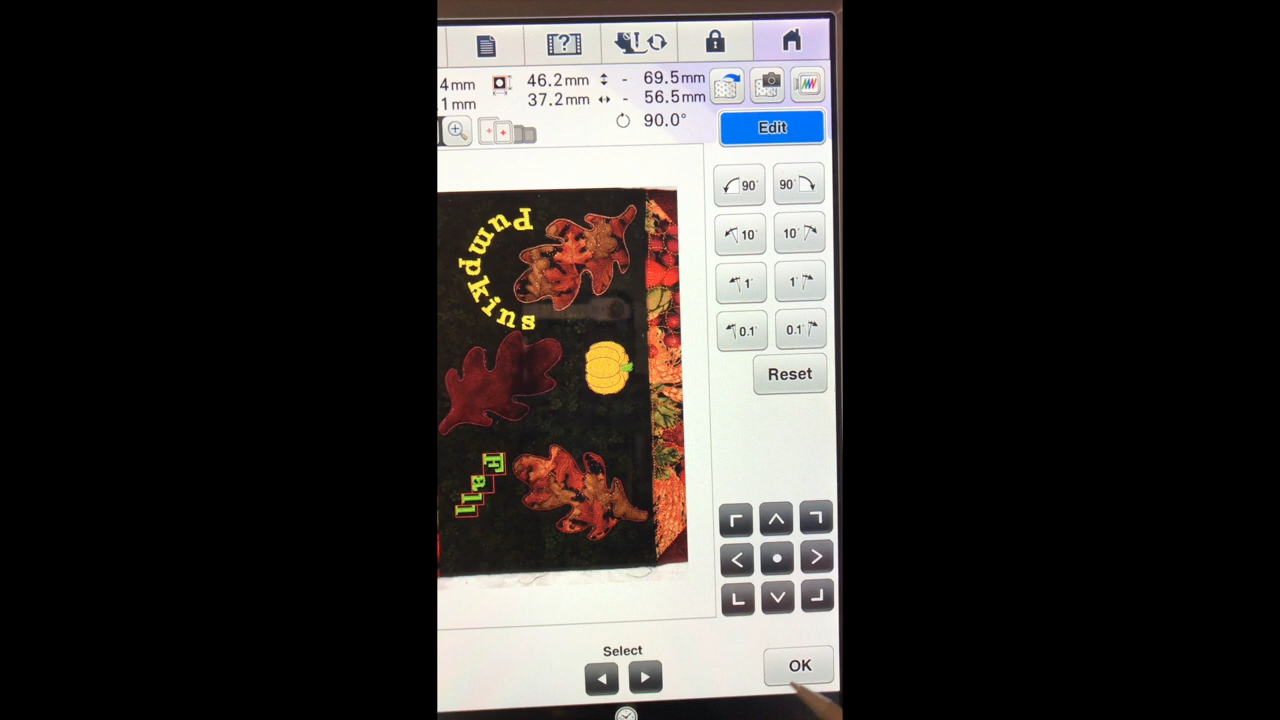 ?
4mm 46.2mm - 69.5mm
.1mm 37.2mm - 56.5mm
90.0°
Edit
90° 90°
10° 10°
1° 1°
0.1° 0.1°
Reset
Pumpkins
Fall
Select
OK